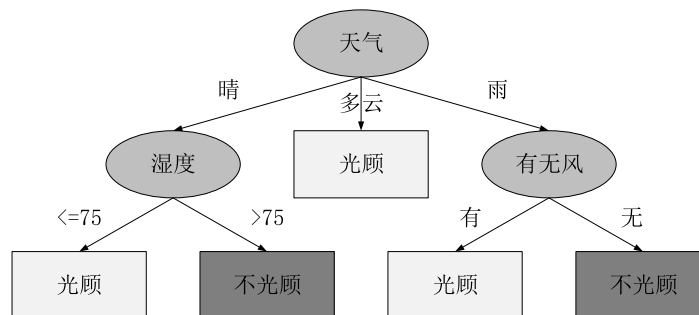 天气
晴
多云
雨
湿度
光顾
有无风
<=75
>75
有
无
光顾
不光顾
光顾
不光顾